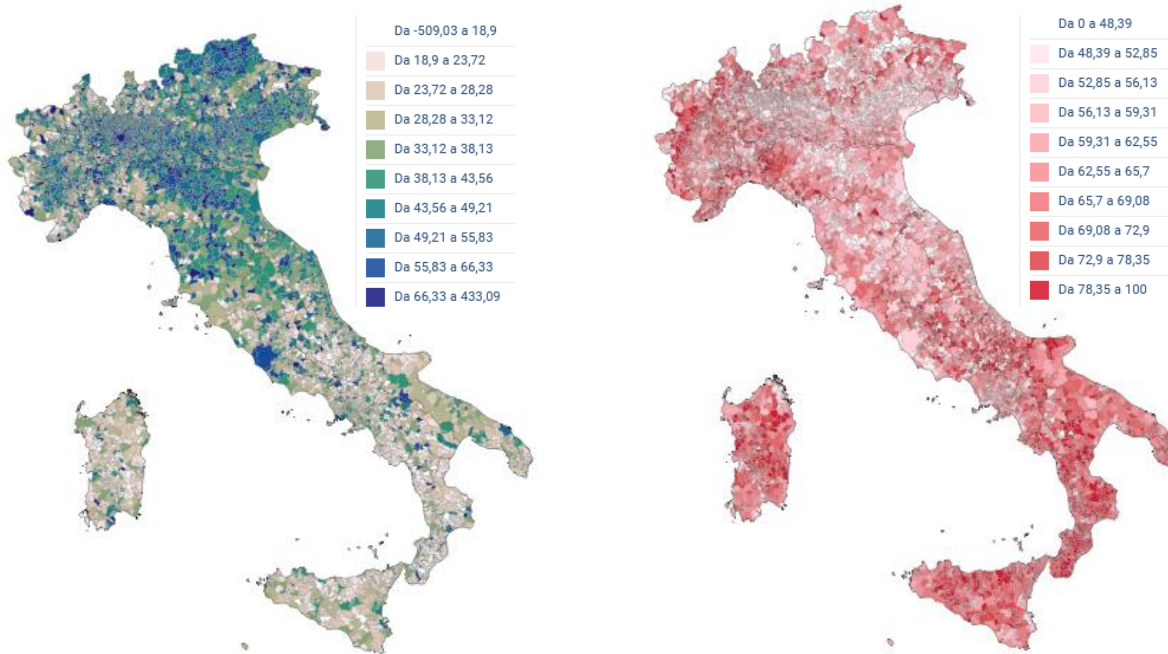 Da -509,03 a 18,9
Da 18,9 a 23,72
Da 23,72 a 28,28
Da 28,28 a 33,12
Da 33,12 a 38,13
Da 38,13 a 43,56
Da 43,56 a 49,21
Da 49,21 a 55,83
Da 55,83 a 66,33
Da 66,33 a 433,09
Da 0 a 48,39
Da 48,39 a 52,85
Da 52,85 a 56,13
Da 56,13 a 59,31
Da 59,31 a 62,55
Da 62,55 a 65,7
Da 65,7 a 69,08
Da 69,08 a 72,9
Da 72,9 a 78,35
Da 78,35 a 100